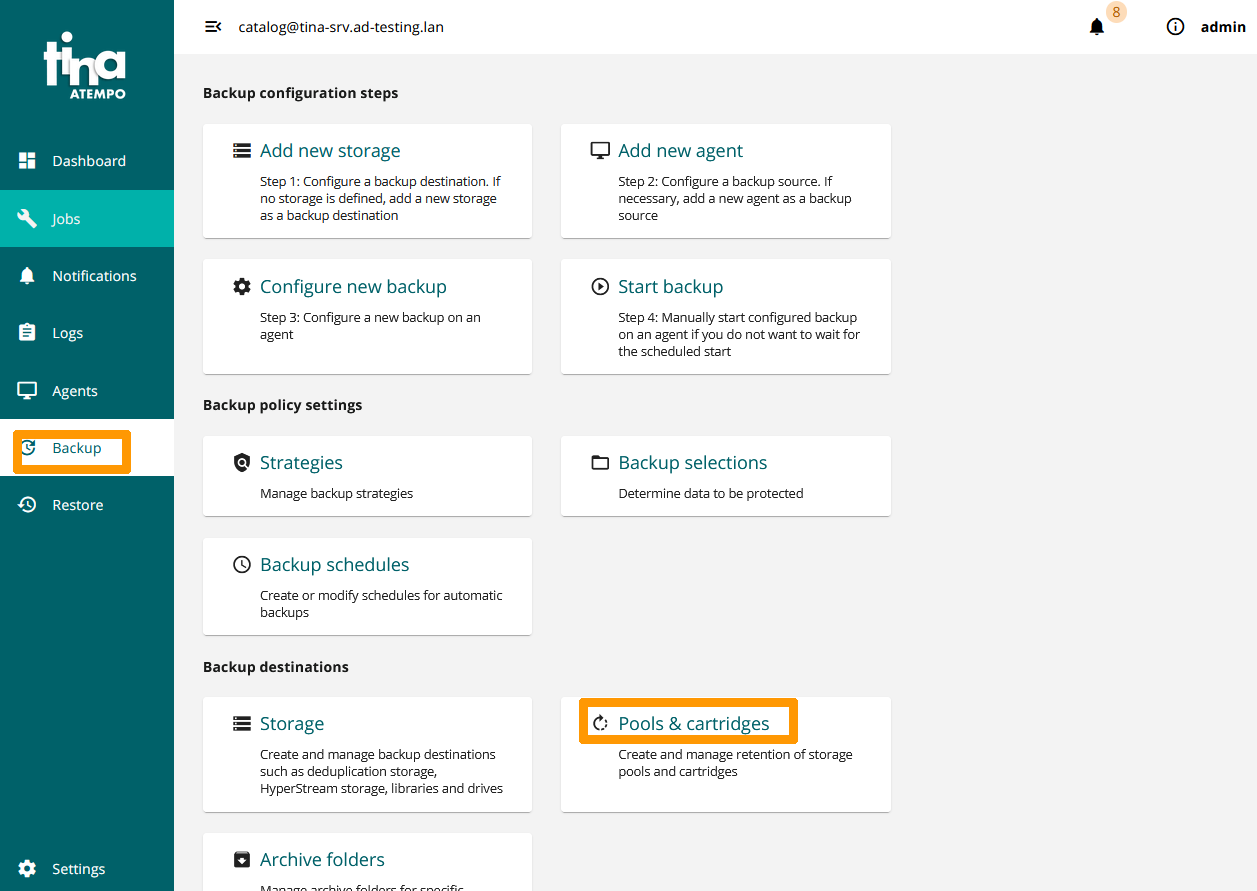 tina
ATEMPO
catalog@tina-srv.ad-testing.lan
8
admin
Dashboard
Jobs
Notifications
Logs
Agents
Backup
Restore
Settings
Backup configuration steps
Add new storage
Step 1: Configure a backup destination. If
no storage is defined, add a new storage
as a backup destination
Add new agent
Step 2: Configure a backup source. If
necessary, add a new agent as a backup
source
Configure new backup
Step 3: Configure a new backup on an
agent
Start backup
Step 4: Manually start configured backup
on an agent if you do not want to wait for
the scheduled start
Backup policy settings
Strategies
Manage backup strategies
Backup selections
Determine data to be protected
Backup schedules
Create or modify schedules for automatic
backups
Backup destinations
Storage
Create and manage backup destinations
such as deduplication storage,
HyperStream storage, libraries and drives
Pools & cartridges
Create and manage retention of storage
pools and cartridges
Archive folders
Manage archive folders for specific